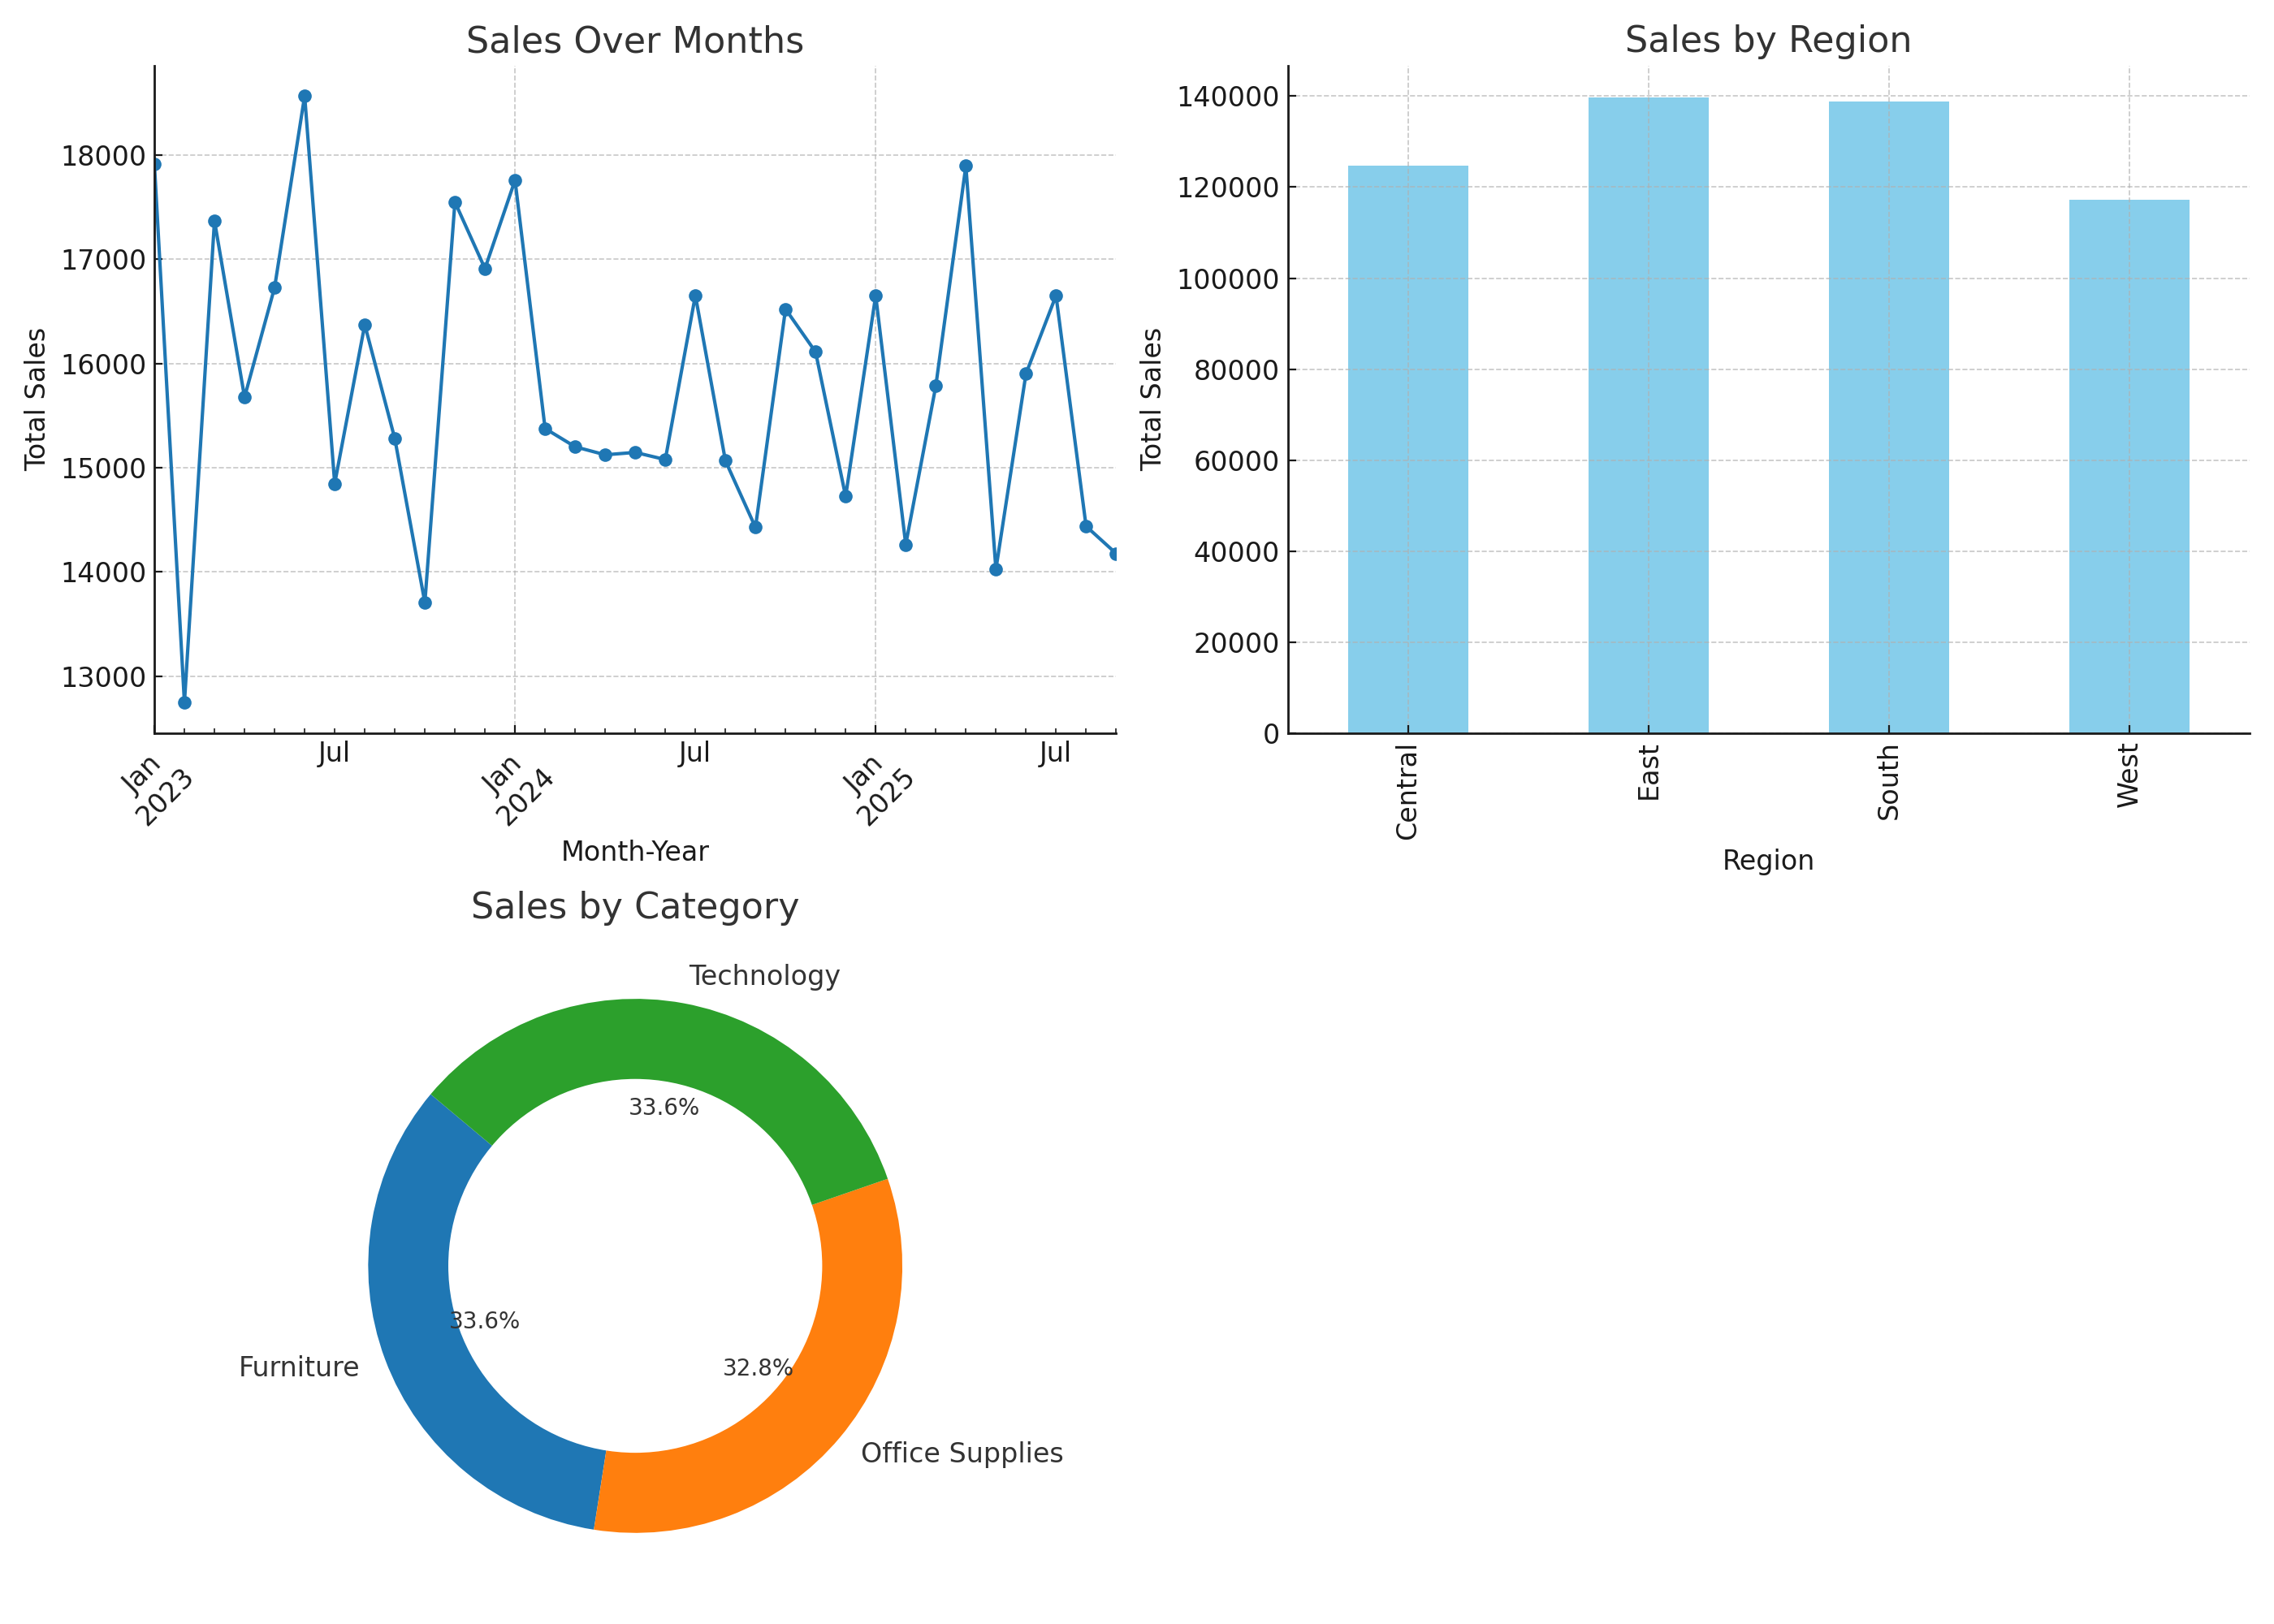 Sales Over Months
18000
17000
16000
15000
14000
13000
Total Sales
Jan
2023
Jul
Jan
2024
Jul
Jan
2025
Jul
Month-Year
Sales by Region
140000
120000
100000
80000
60000
40000
20000
0
Total Sales
Central
East
South
West
Region
Sales by Category
Technology
33.6%
33.6%
Furniture
32.8%
Office Supplies